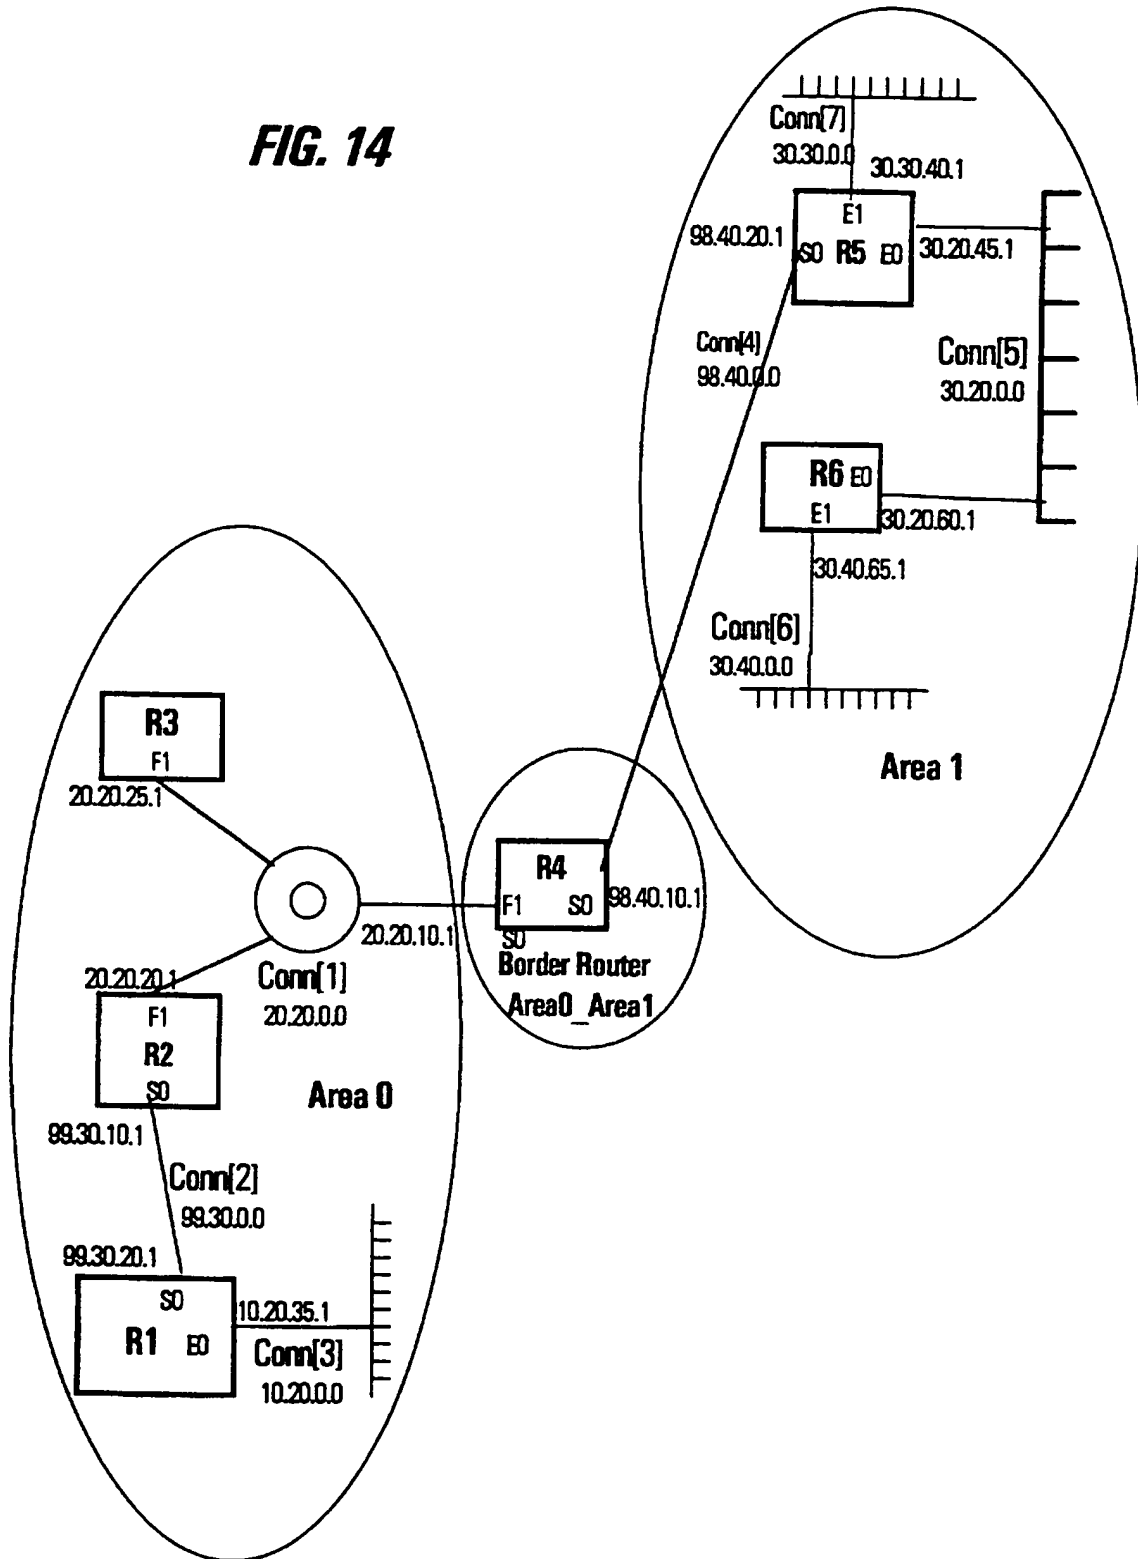 FIG. 14
Conn[7]
30.30.0.0
30.30.40.1
E1
98.40.20.1
S0 R5 E0
30.20.45.1
Conn[4]
98.40.0.0
Conn[5]
30.20.0.0
R6 E0
E1
30.20.60.1
30.40.65.1
Conn[6]
30.40.0.0
Area 1
R3
F1
20.20.25.1
R4
F1 S0
98.40.10.1
S0
20.20.10.1
Border Router
Area0_Area1
20.20.20.1
Conn[1]
20.20.0.0
F1
R2
S0
Area 0
99.30.10.1
Conn[2]
99.30.0.0
99.30.20.1
S0
R1 E0
10.20.35.1
Conn[3]
10.20.0.0